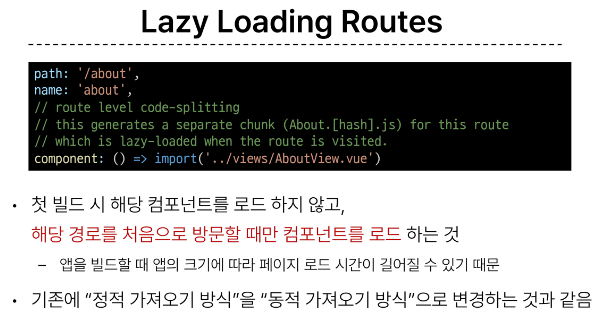 Lazy Loading Routes
path: '/about',
name: 'about',
// route level code-splitting
// this generates a separate chunk (About.[hash].js) for this route
// which is lazy-loaded when the route is visited.
component: () => import('../views/AboutView.vue')
• 첫 빌드 시 해당 컴포넌트를 로드 하지 않고,
해당 경로를 처음으로 방문할 때만 컴포넌트를 로드 하는 것
– 앱을 빌드할 때 앱의 크기에 따라 페이지 로드 시간이 길어질 수 있기 때문
• 기존에 “정적 가져오기 방식”을 “동적 가져오기 방식”으로 변경하는 것과 같음